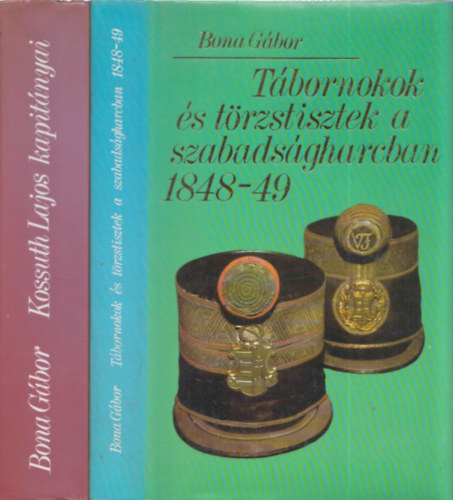 Bona Gábor Kossuth Lajos kapitányai
Bona Gábor Tábornokok és törzstisztek a szabadságharcban 1848-49
Bona Gábor
Tábornokok
és törzstisztek a
szabadságharcban
1848-49